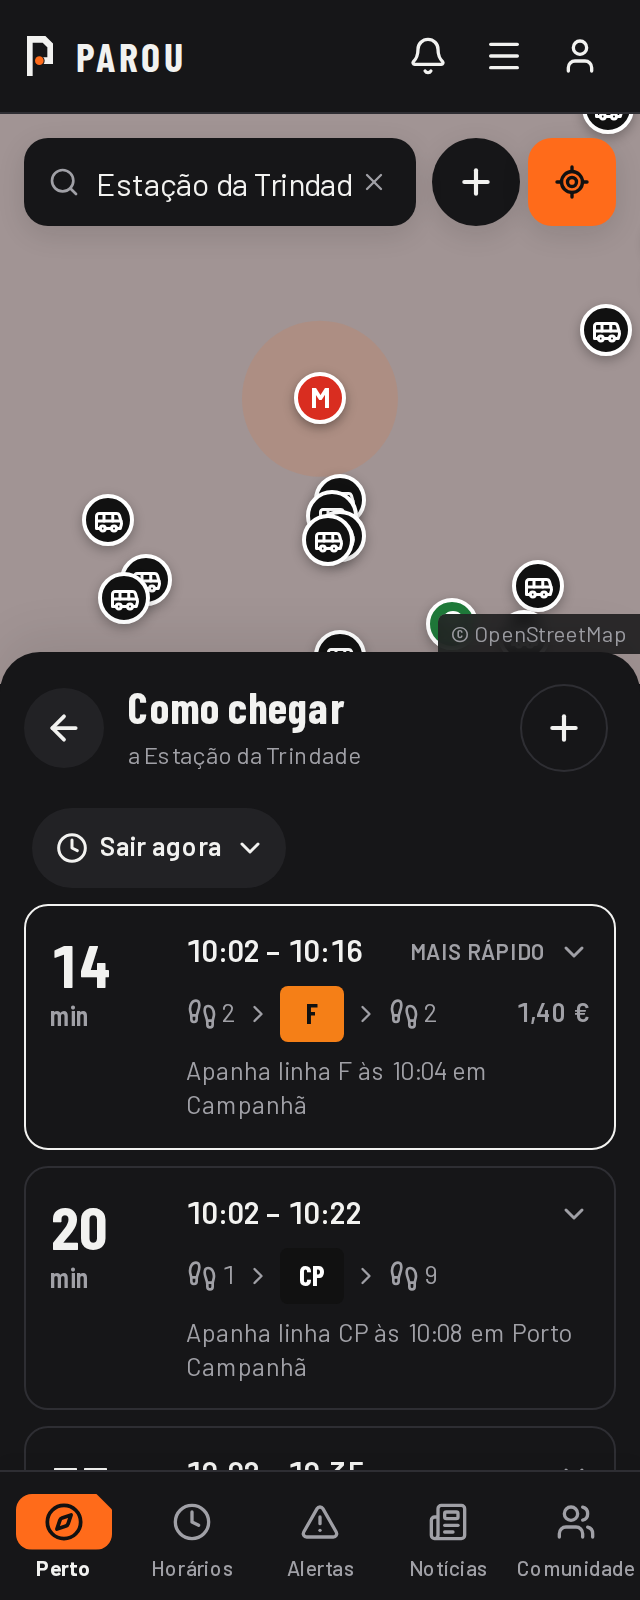 PAROU
Estação da Trindad
M
© OpenStreetMap
Como chegar
a Estação da Trindade
Sair agora
14
min
10:02 – 10:16
MAIS RÁPIDO
2 > F > 2
1,40 €
Apanha linha F às 10:04 em
Campanhã
20
min
10:02 – 10:22
1 > CP > 9
Apanha linha CP às 10:08 em Porto
Campanhã
Perto
Horários
Alertas
Notícias
Comunidade